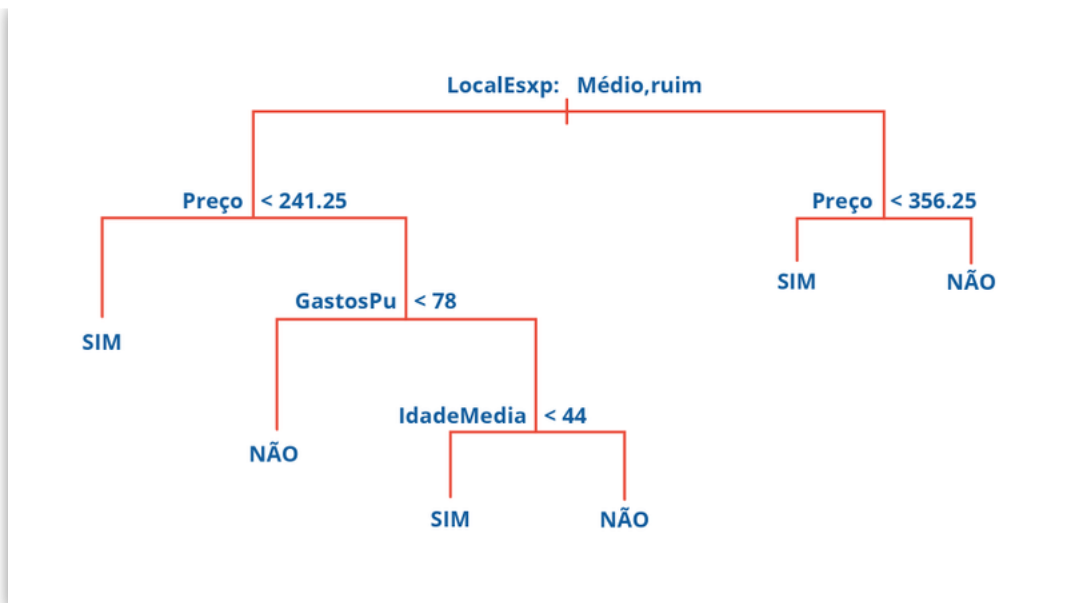 LocalEsxp: Médio,ruim
Preço < 241.25
Preço < 356.25
SIM
NÃO
GastosPu < 78
SIM
IdadeMedia < 44
NÃO
SIM
NÃO